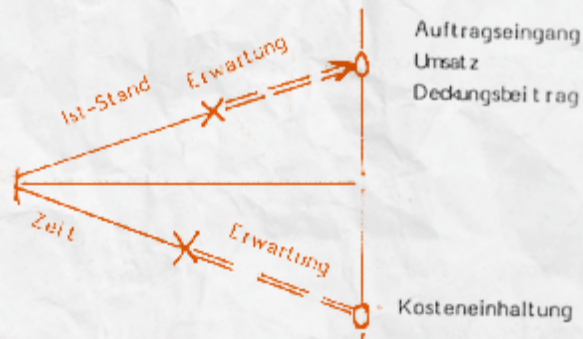 Auftragseingang
Umsatz
Deckungsbeitrag
Ist-Stand
Erwartung
Zeit
Erwartung
Kosteneinhaltung